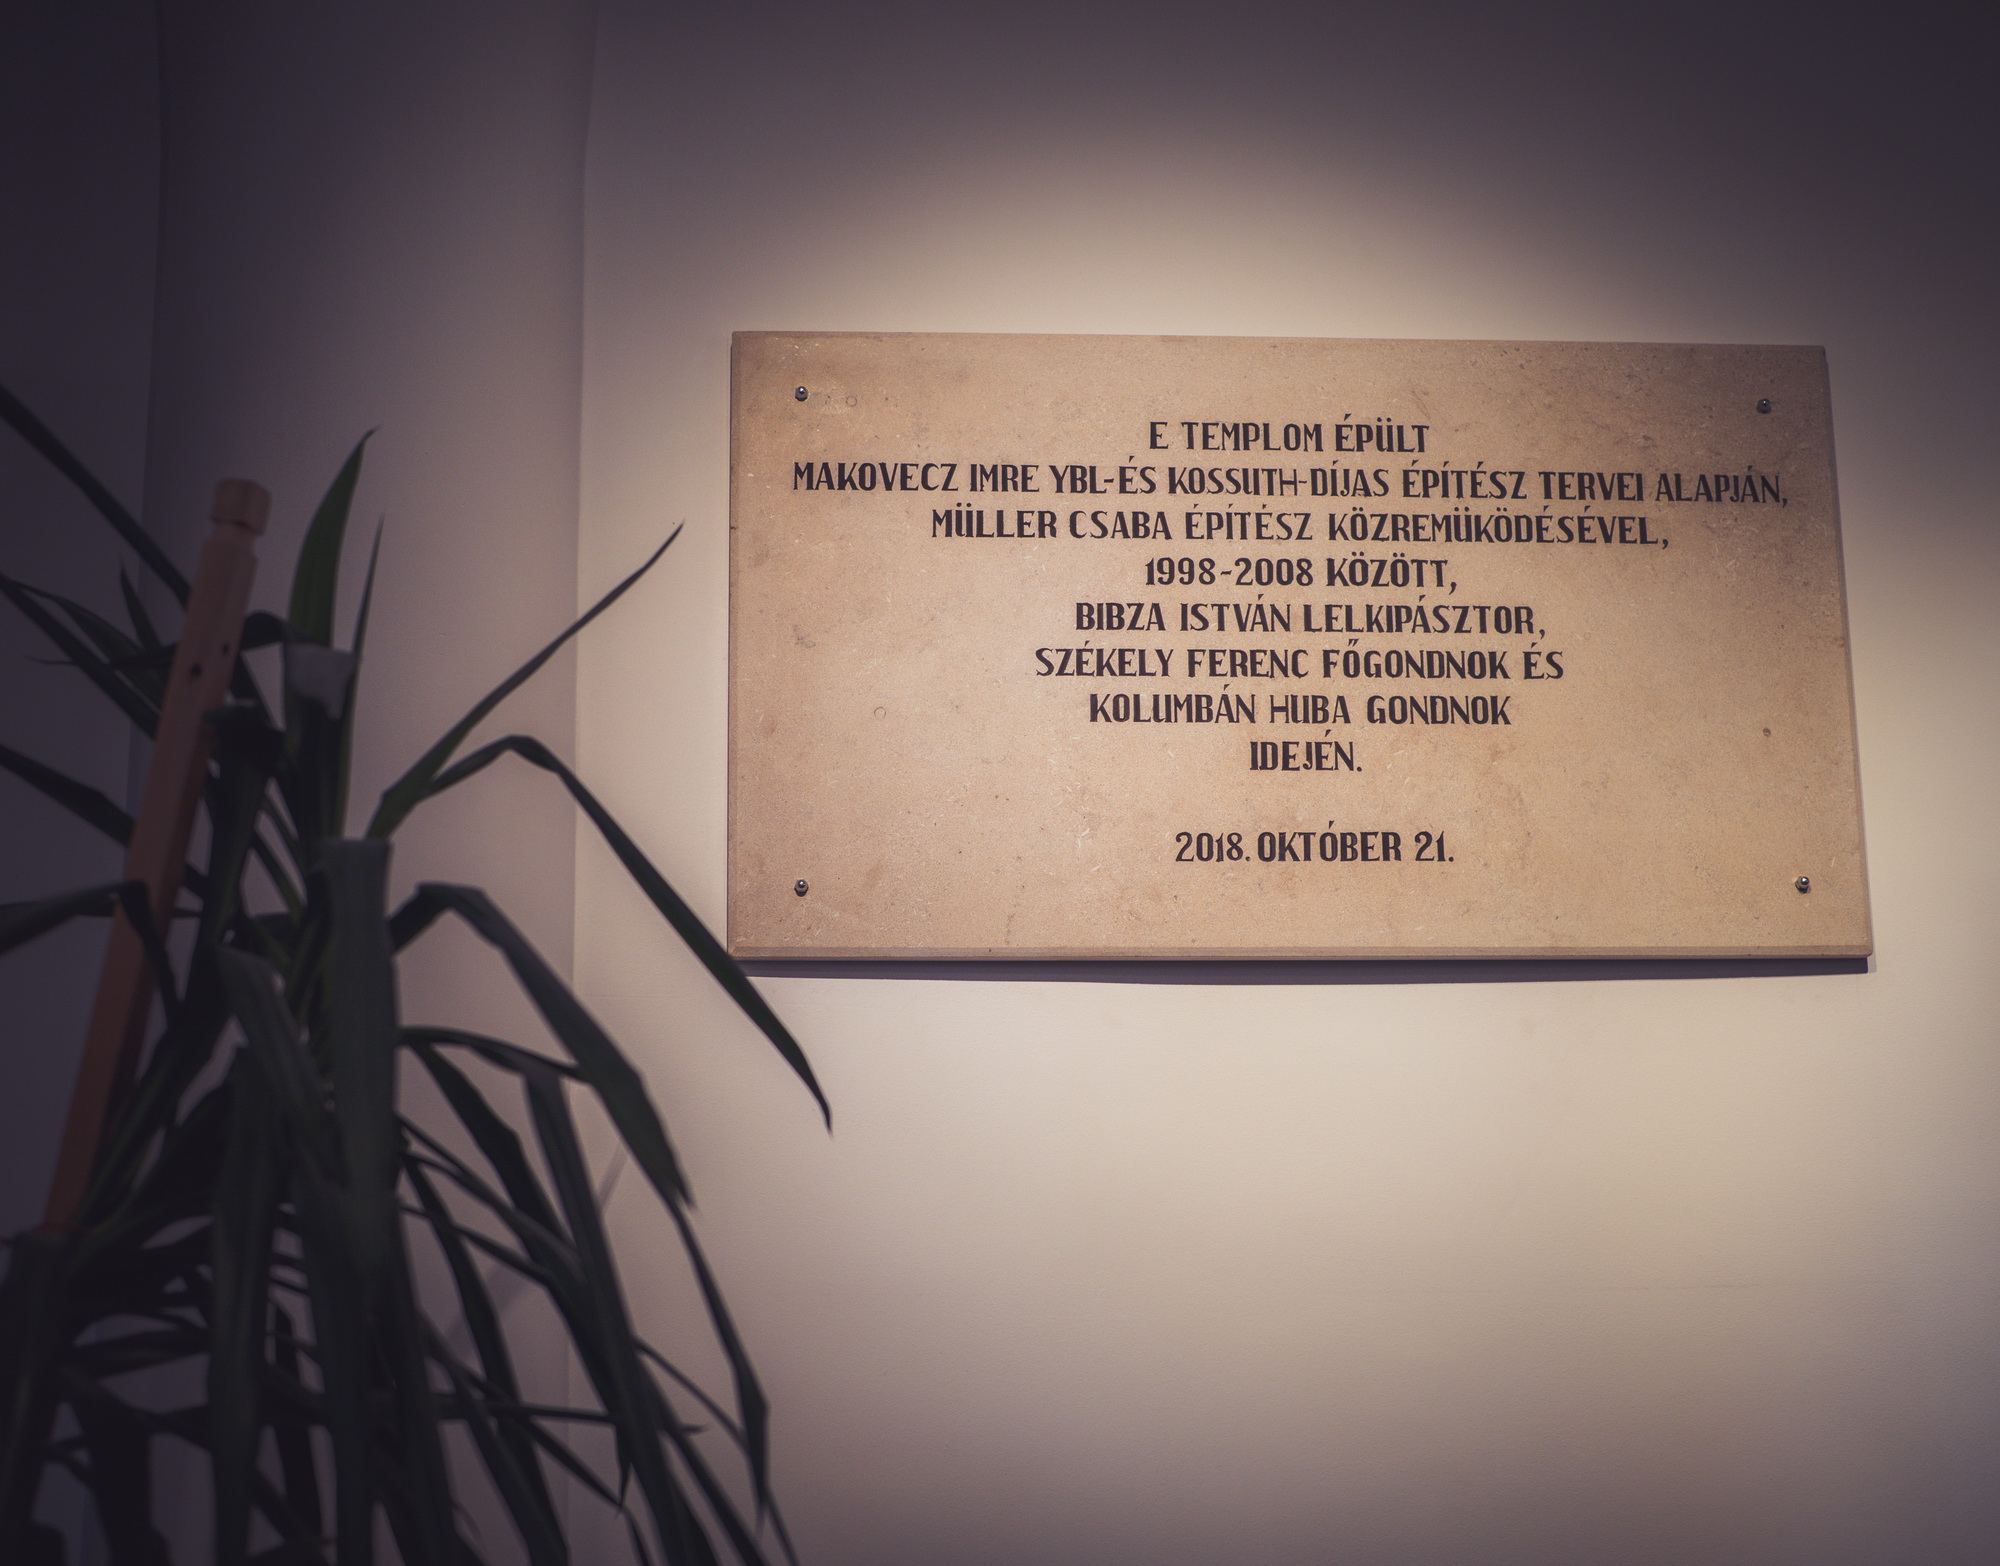 E TEMPLOM ÉPÜLT
MAKOVECZ IMRE YBL-ÉS KOSSUTH-DÍJAS ÉPÍTÉSZ TERVEI ALAPJÁN,
MÜLLER CSABA ÉPÍTÉSZ KÖZREMÜKÖDÉSÉVEL,
1998-2008 KÖZÖTT,
BIBZA ISTVÁN LELKIPÁSZTOR,
SZÉKELY FERENC FŐGONDNOK ÉS
KOLUMBÁN HUBA GONDNOK
IDEJÉN.
2018. OKTÓBER 21.